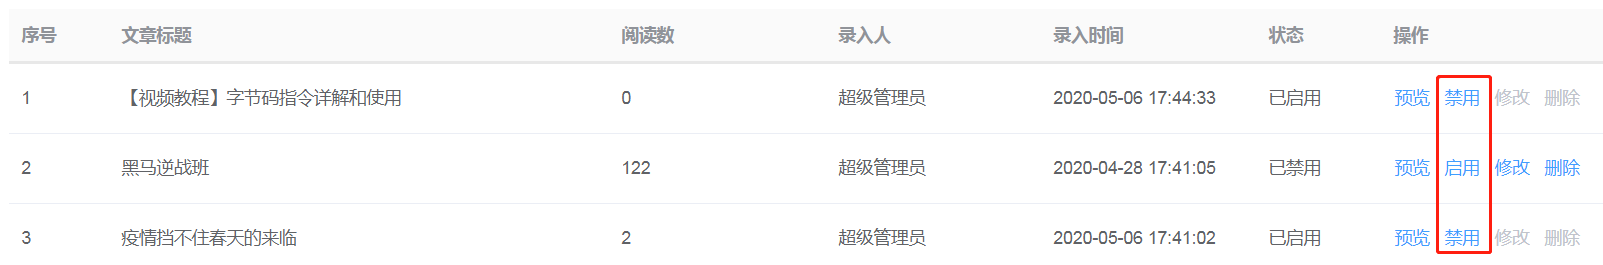 序号 文章标题 阅读数 录入人 录入时间 状态 操作
1 【视频教程】字节码指令详解和使用 0 超级管理员 2020-05-06 17:44:33 已启用 预览 禁用 修改 删除
2 黑马逆战班 122 超级管理员 2020-04-28 17:41:05 已禁用 预览 启用 修改 删除
3 疫情挡不住春天的来临 2 超级管理员 2020-05-06 17:41:02 已启用 预览 禁用 修改 删除